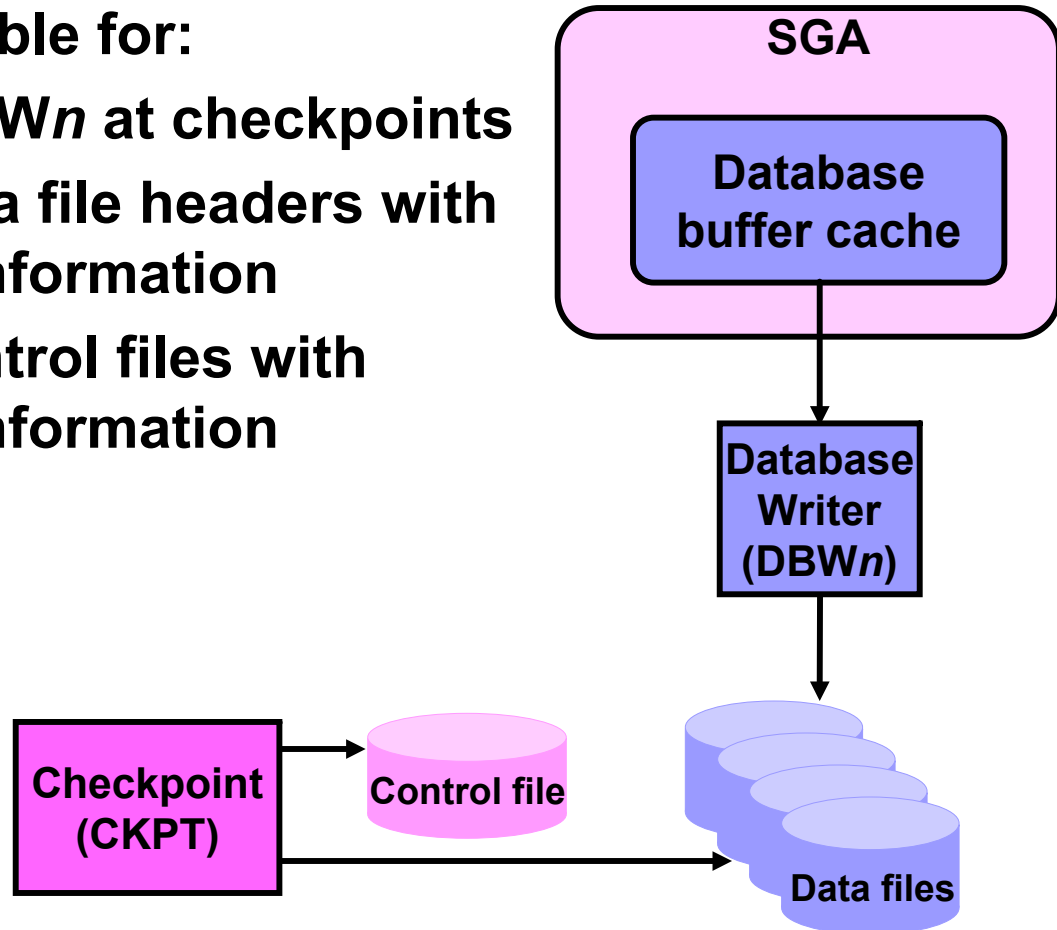 ble for:
Wn at checkpoints
a file headers with
nformation
ntrol files with
nformation
SGA
Database
buffer cache
Database
Writer
(DBWn)
Checkpoint
(CKPT)
Control file
Data files